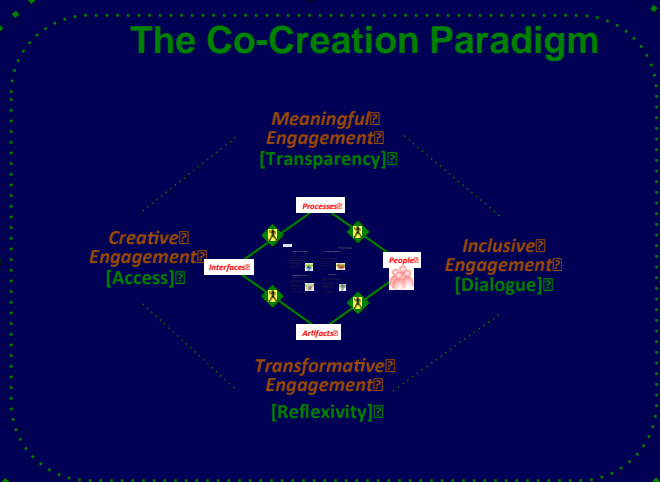 The Co-Creation Paradigm
Meaningful
Engagement
[Transparency]
Processes
Creative
Engagement
[Access]
Interfaces
People
Inclusive
Engagement
[Dialogue]
Artifacts
Transformative
Engagement
[Reflexivity]